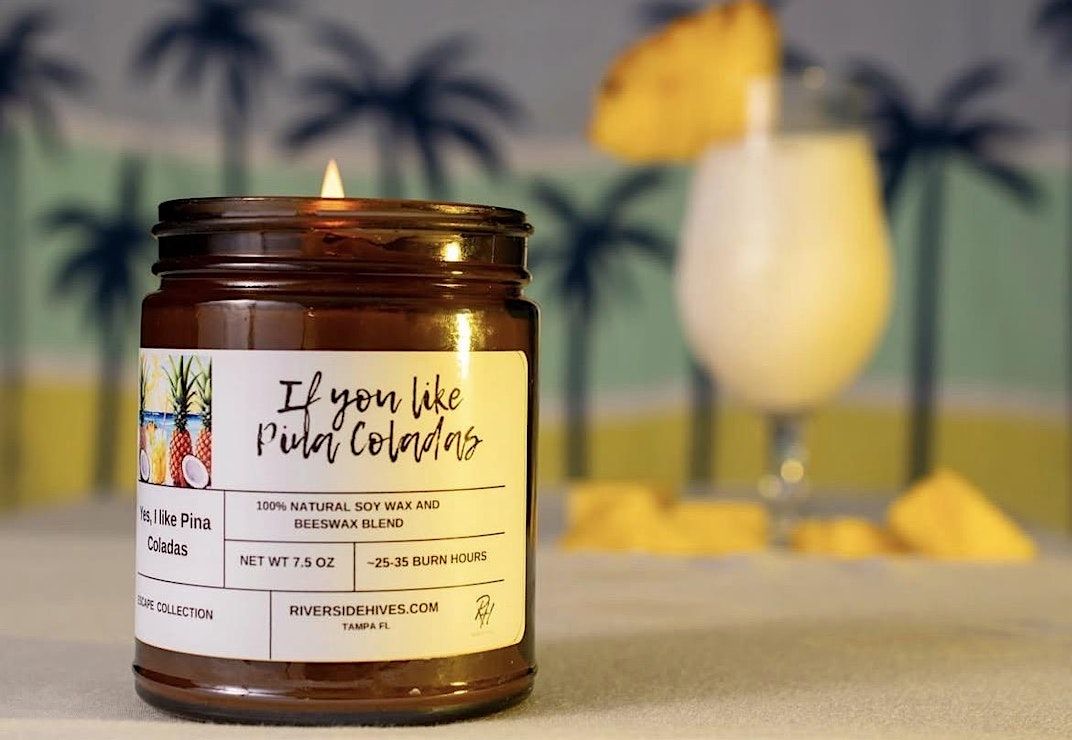 If you like
Pina Coladas
100% NATURAL SOY WAX AND
BEESWAX BLEND
Yes, I like Pina
Coladas
NET WT 7.5 OZ
~25-35 BURN HOURS
ESCAPE COLLECTION
RIVERSIDEHIVES.COM
TAMPA FL
RH